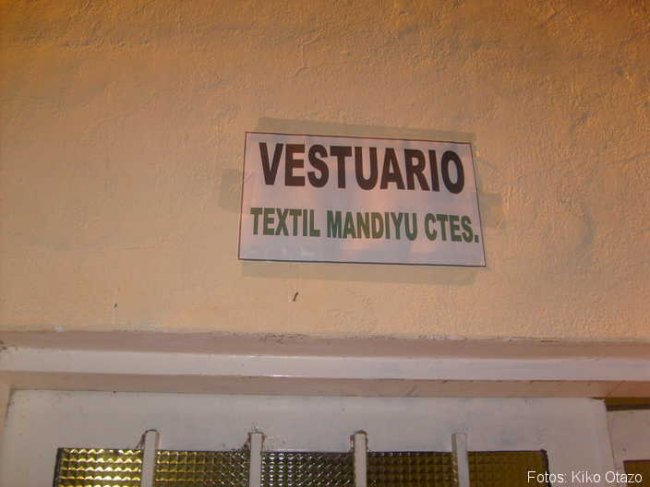 VESTUARIO
TEXTIL MANDIYU CTES.
Fotos: Kiko Otazo